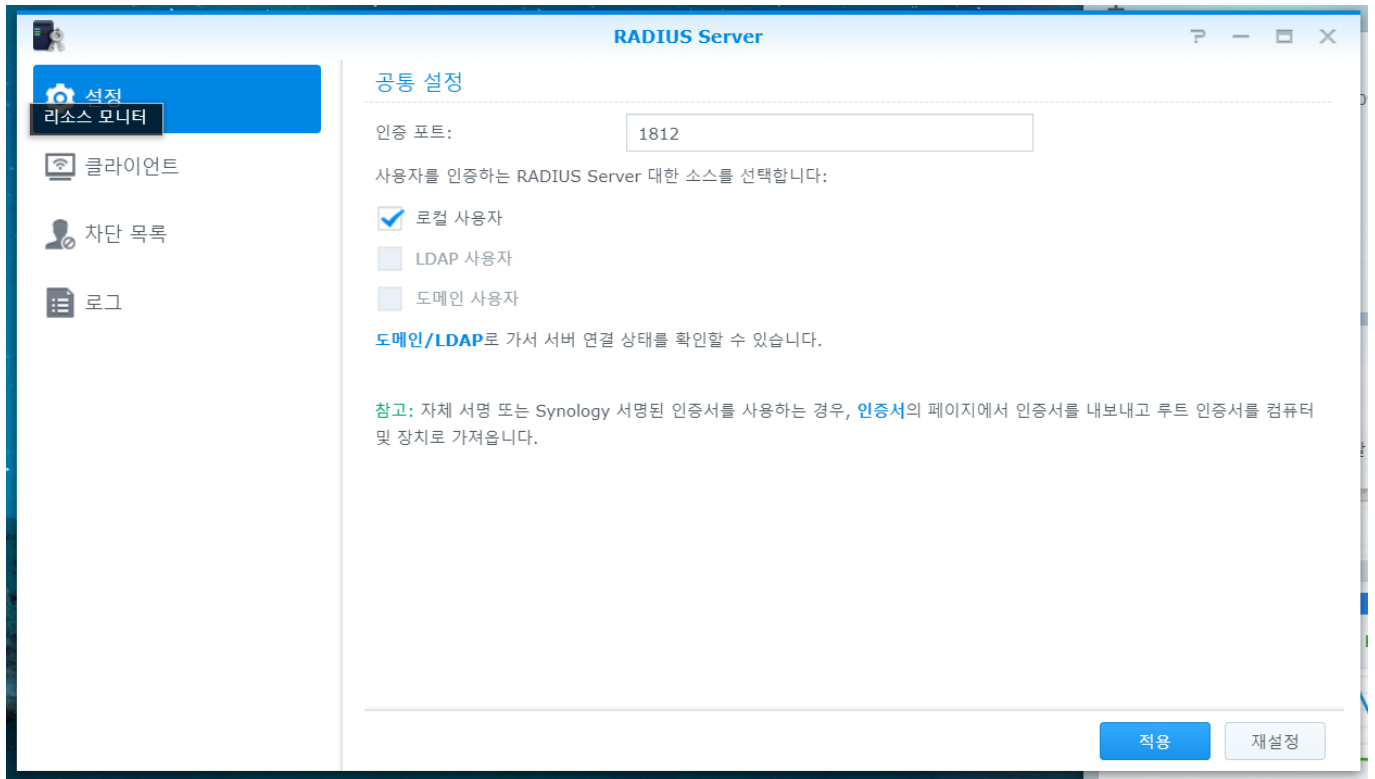 RADIUS Server
설정
리소스 모니터
클라이언트
차단 목록
로그
공통 설정
인증 포트:
1812
사용자를 인증하는 RADIUS Server 대한 소스를 선택합니다:
로컬 사용자
LDAP 사용자
도메인 사용자
도메인/LDAP로 가서 서버 연결 상태를 확인할 수 있습니다.
참고: 자체 서명 또는 Synology 서명된 인증서를 사용하는 경우, 인증서의 페이지에서 인증서를 내보내고 루트 인증서를 컴퓨터
및 장치로 가져옵니다.
적용
재설정